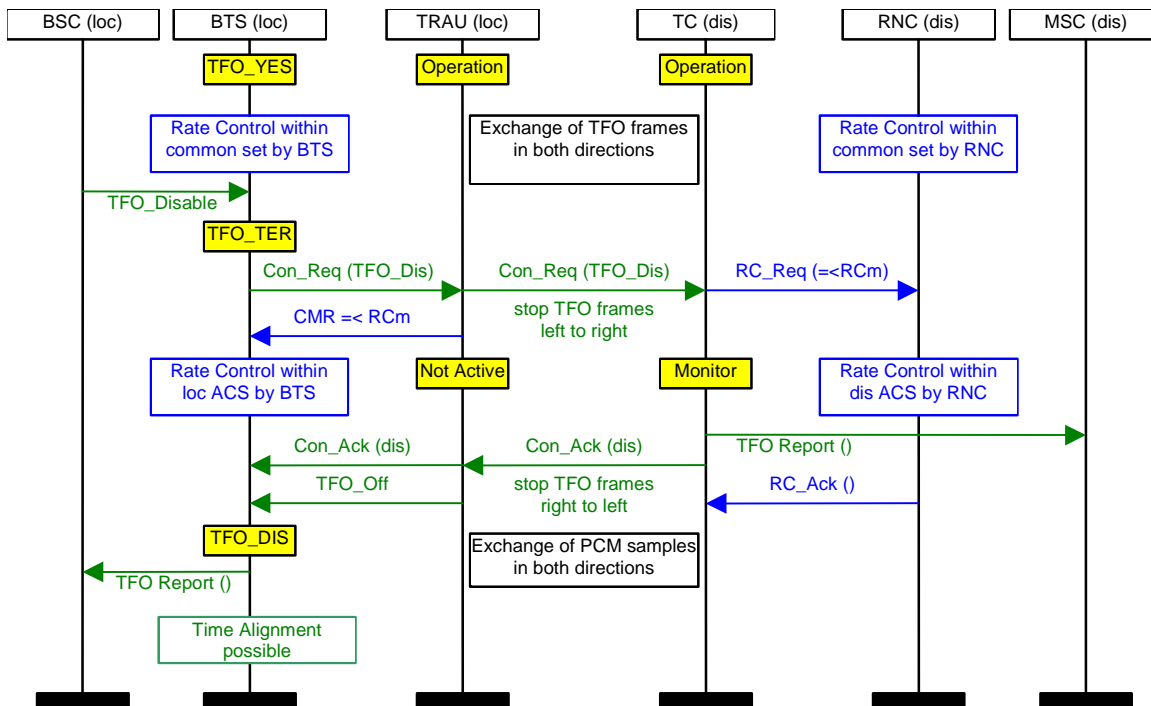 BSC (loc)
BTS (loc)
TRAU (loc)
TC (dis)
RNC (dis)
MSC (dis)
TFO_YES
Operation
Operation
Rate Control within
common set by BTS
Exchange of TFO frames
in both directions
Rate Control within
common set by RNC
TFO_Disable
TFO_TER
Con_Req (TFO_Dis)
Con_Req (TFO_Dis)
RC_Req (=<RCm)
stop TFO frames
left to right
CMR =< RCm
Rate Control within
loc ACS by BTS
Not Active
Monitor
Rate Control within
dis ACS by RNC
TFO Report ()
Con_Ack (dis)
Con_Ack (dis)
TFO_Off
stop TFO frames
right to left
RC_Ack ()
TFO_DIS
Exchange of PCM samples
in both directions
TFO Report ()
Time Alignment
possible